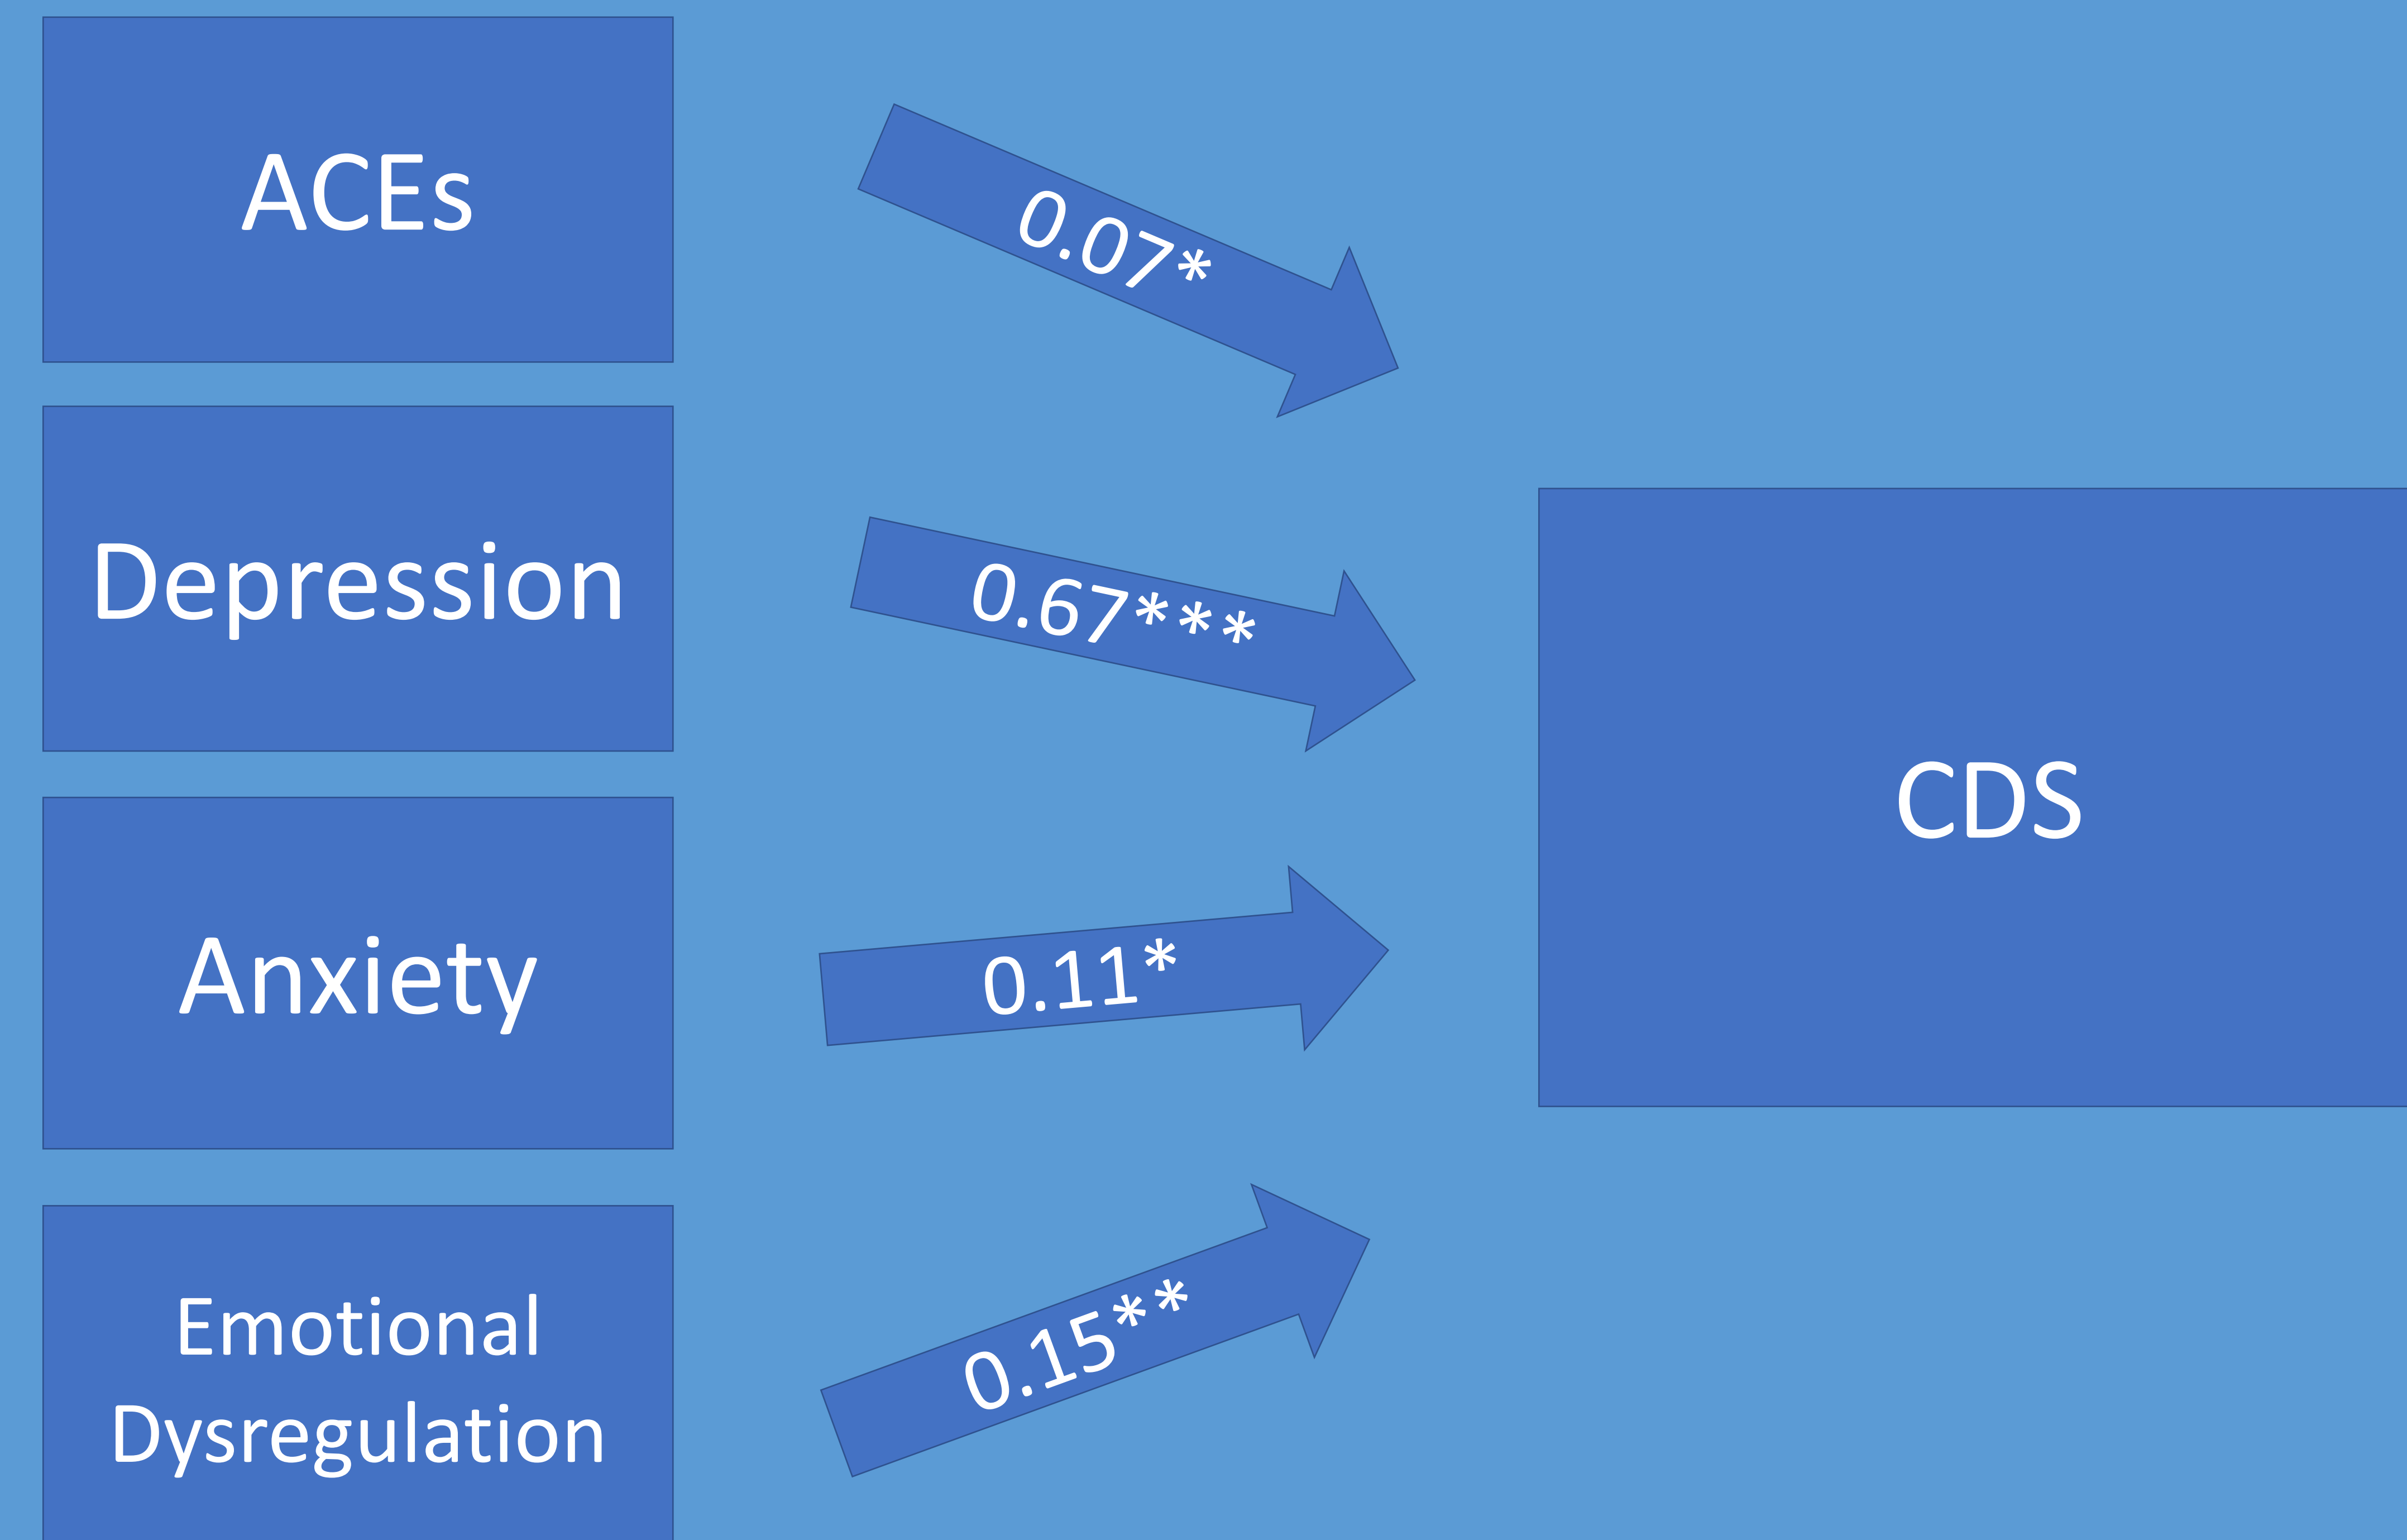 ACEs
0.07*
Depression
0.67***
Anxiety
0.11*
CDS
Emotional
Dysregulation
0.15**